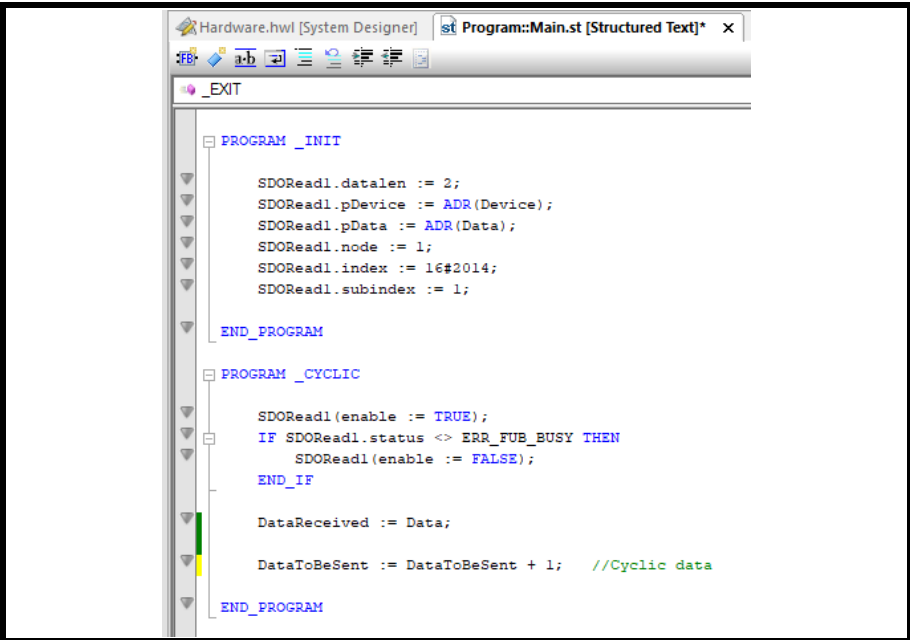 Hardware.hwl [System Designer]
st Program::Main.st [Structured Text]*
FB
a·b
_EXIT
PROGRAM _INIT
SDORead1.datalen := 2;
SDORead1.pDevice := ADR(Device);
SDORead1.pData := ADR(Data);
SDORead1.node := 1;
SDORead1.index := 16#2014;
SDORead1.subindex := 1;
END_PROGRAM
PROGRAM _CYCLIC
SDORead1(enable := TRUE);
IF SDORead1.status <> ERR_FUB_BUSY THEN
SDORead1(enable := FALSE);
END_IF
DataReceived := Data;
DataToBeSent := DataToBeSent + 1; //Cyclic data
END_PROGRAM